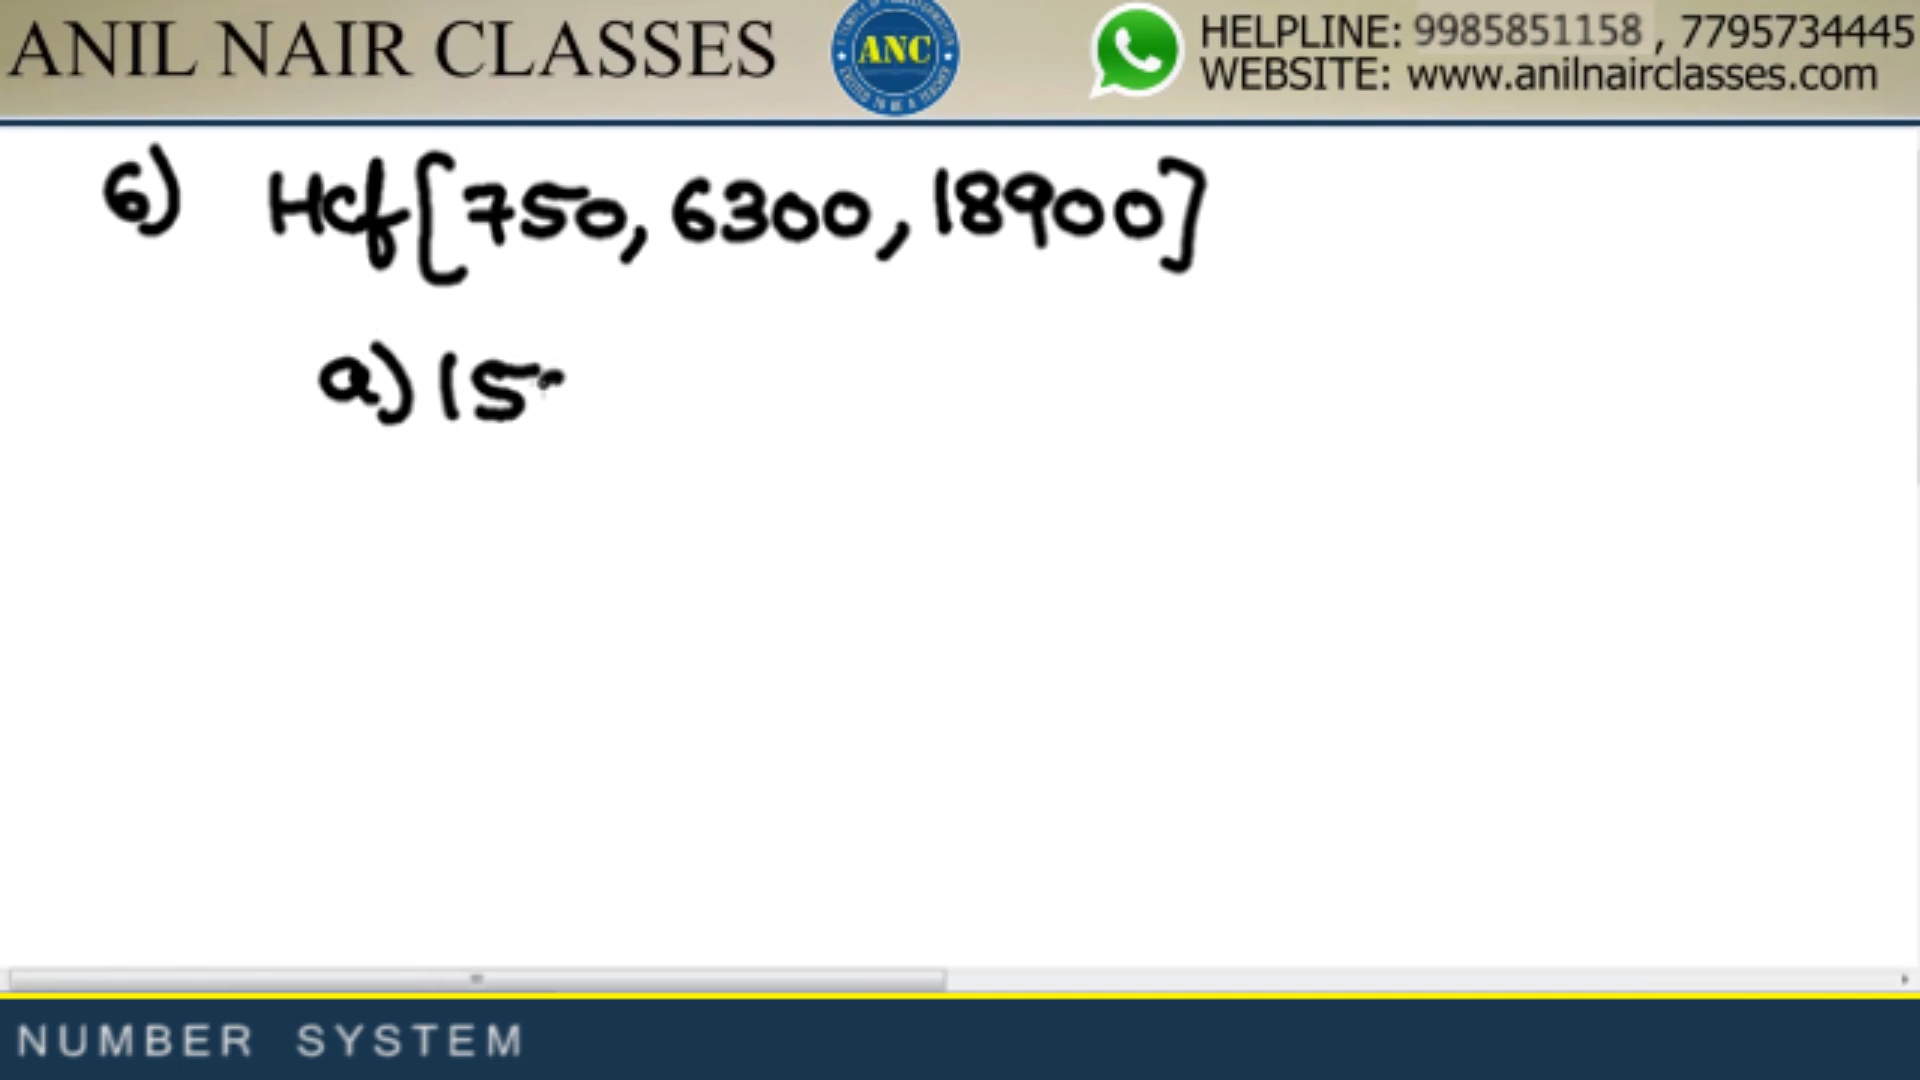 ANIL NAIR CLASSES
ANC
HELPLINE: 9985851158 , 7795734445
WEBSITE: www.anilnairclasses.com
6) Hcf[750, 6300, 18900]
a) 15
NUMBER SYSTEM